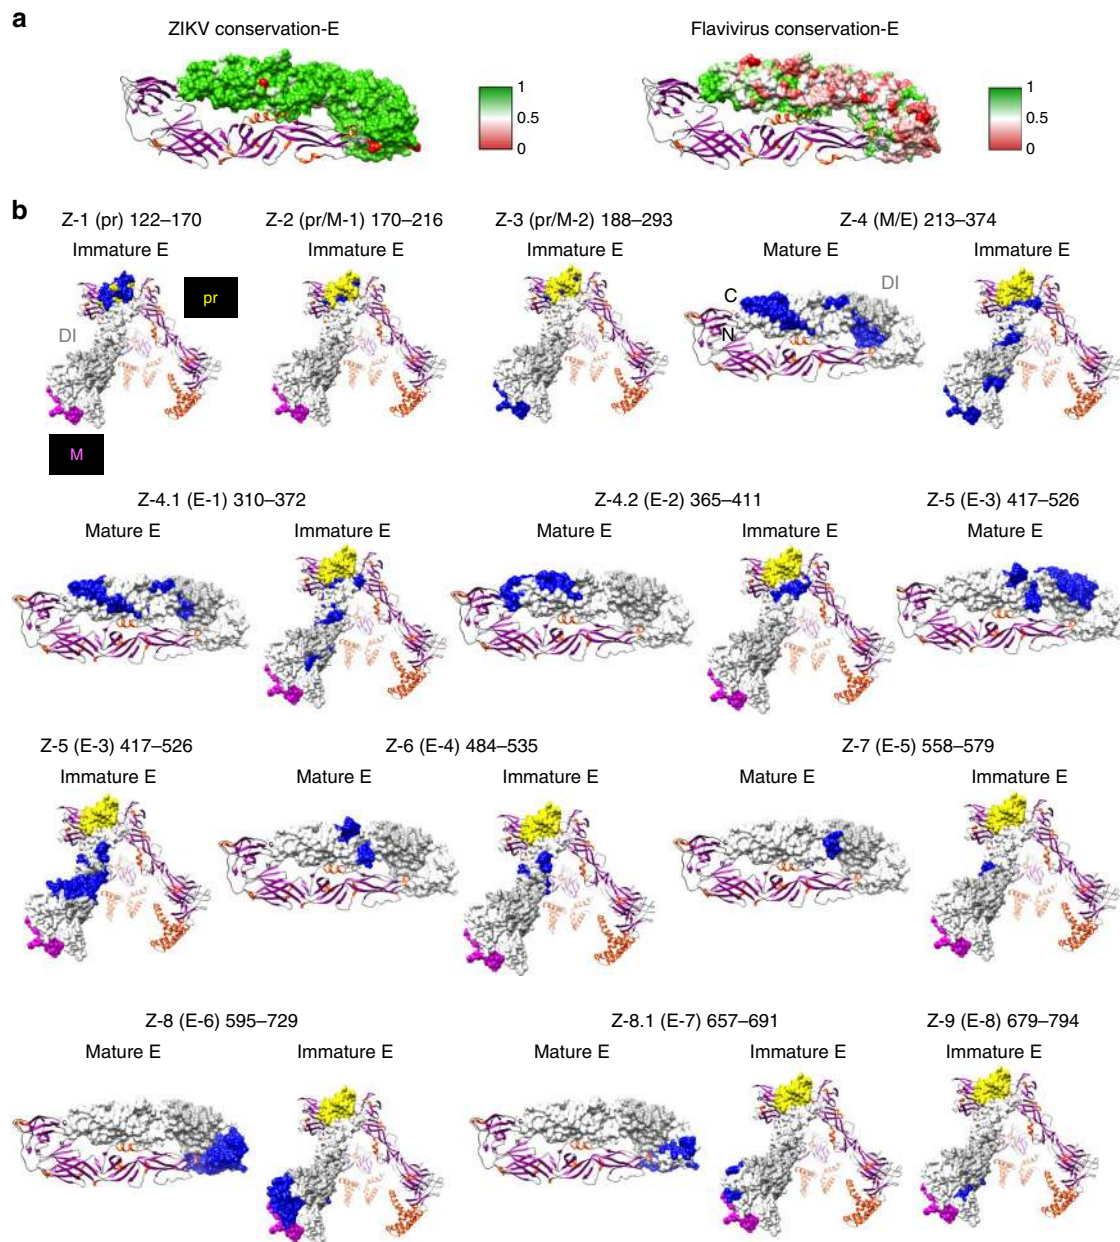 a
ZIKV conservation-E
Flavivirus conservation-E
1
0.5
0
1
0.5
0
b
Z-1 (pr) 122–170
Z-2 (pr/M-1) 170–216
Z-3 (pr/M-2) 188–293
Z-4 (M/E) 213–374
Immature E
Immature E
Immature E
Mature E
Immature E
pr
DI
C
N
DI
M
Z-4.1 (E-1) 310–372
Z-4.2 (E-2) 365–411
Z-5 (E-3) 417–526
Mature E
Immature E
Mature E
Immature E
Mature E
Z-5 (E-3) 417–526
Z-6 (E-4) 484–535
Z-7 (E-5) 558–579
Immature E
Mature E
Immature E
Mature E
Immature E
Z-8 (E-6) 595–729
Z-8.1 (E-7) 657–691
Z-9 (E-8) 679–794
Mature E
Immature E
Mature E
Immature E
Immature E